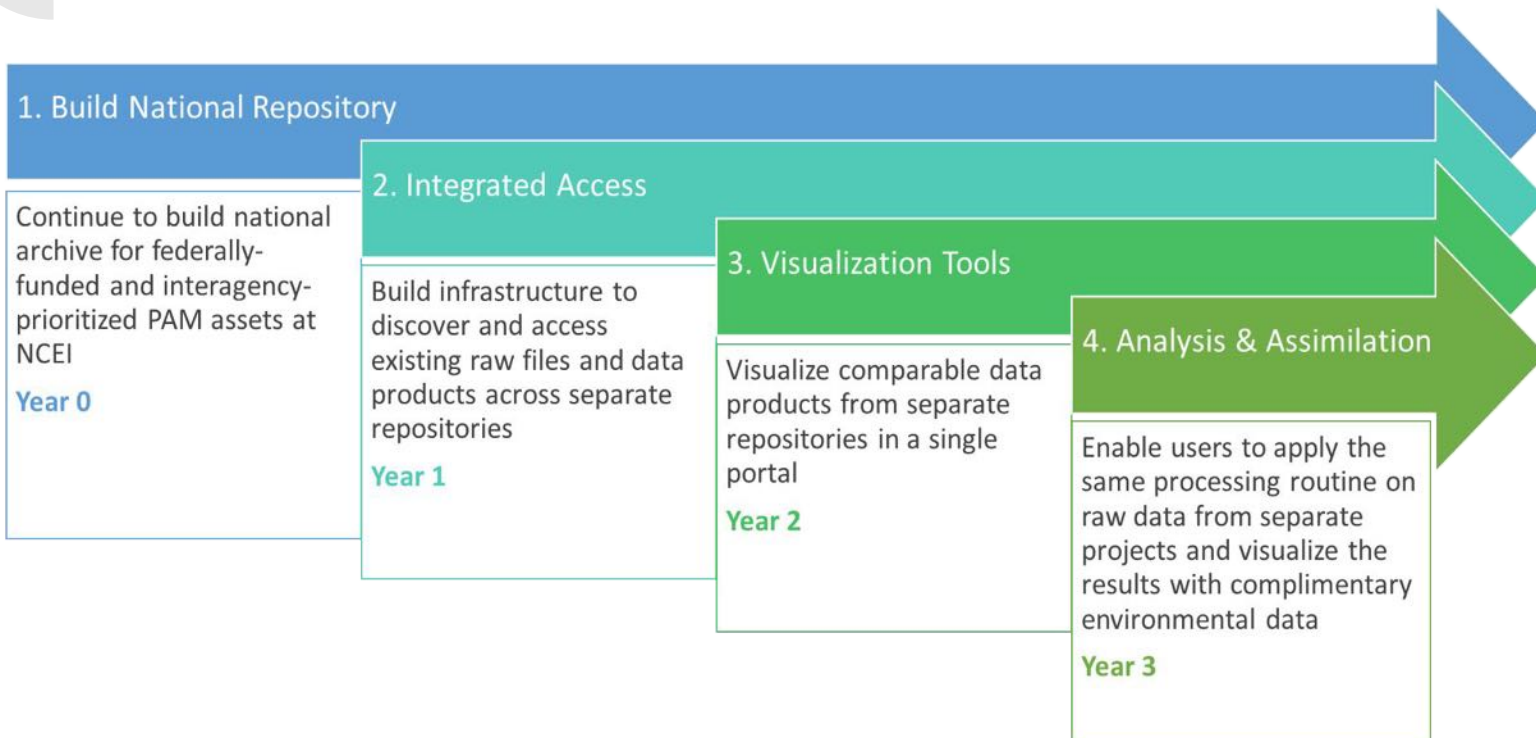 1. Build National Repository
Continue to build national
archive for federally-
funded and interagency-
prioritized PAM assets at
NCEI
Year 0
2. Integrated Access
Build infrastructure to
discover and access
existing raw files and data
products across separate
repositories
Year 1
3. Visualization Tools
Visualize comparable data
products from separate
repositories in a single
portal
Year 2
4. Analysis & Assimilation
Enable users to apply the
same processing routine on
raw data from separate
projects and visualize the
results with complimentary
environmental data
Year 3